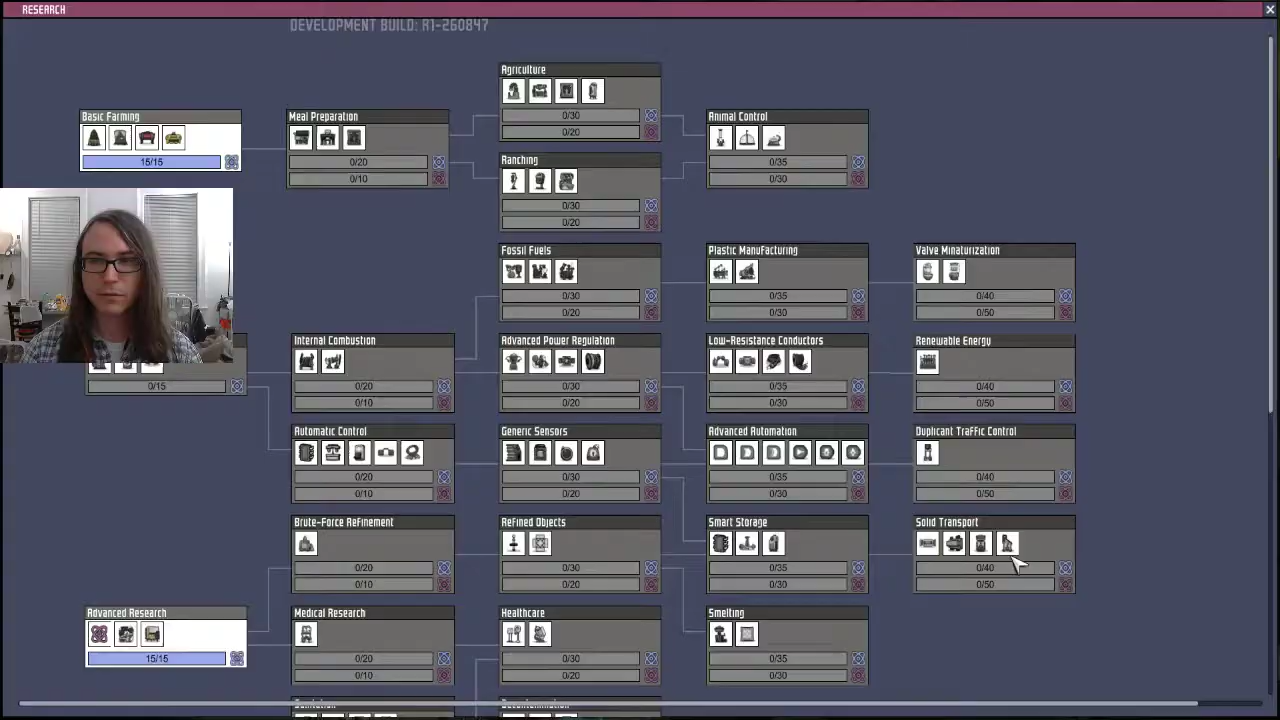 RESEARCH
DEVELOPMENT BUILD: R1-260847
Agriculture
0/30
0/20
Basic Farming
15/15
Meal Preparation
0/20
0/10
Animal Control
0/35
0/30
Ranching
0/30
0/20
Fossil Fuels
0/30
0/20
Plastic Manufacturing
0/35
0/30
Valve Minaturization
0/40
0/50
0/15
Internal Combustion
0/20
0/10
Advanced Power Regulation
0/30
0/20
Low-Resistance Conductors
0/35
0/30
Renewable Energy
0/40
0/50
Automatic Control
0/20
0/10
Generic Sensors
0/30
0/20
Advanced Automation
0/35
0/30
Duplicant Traffic Control
0/40
0/50
Brute-Force Refinement
0/20
0/10
Refined Objects
0/30
0/20
Smart Storage
0/35
0/30
Solid Transport
0/40
0/50
Advanced Research
15/15
Medical Research
0/20
0/10
Healthcare
0/30
0/20
Smelting
0/35
0/30